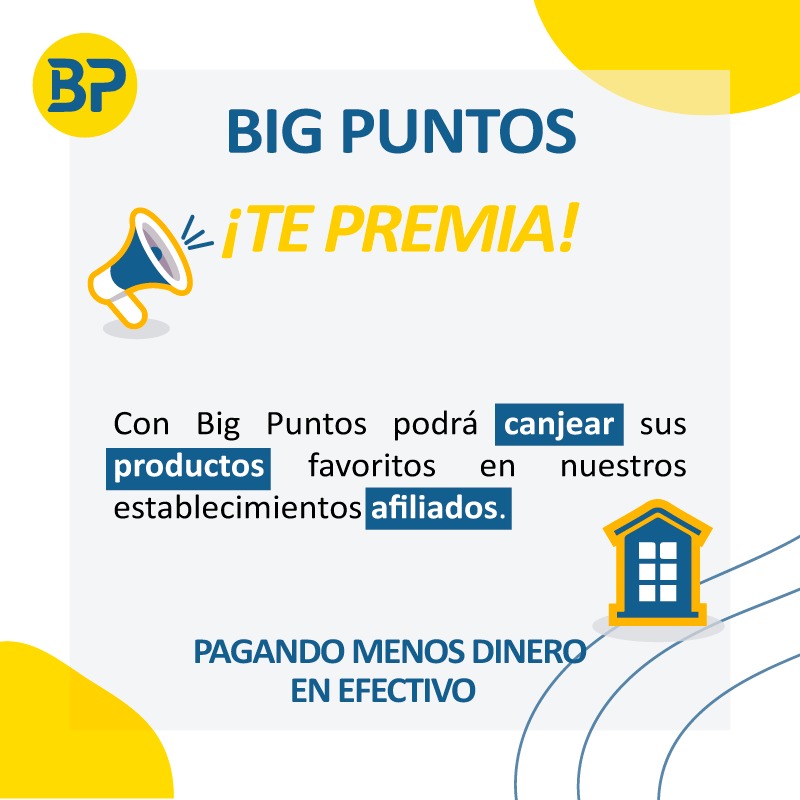 BP
BIG PUNTOS
¡TE PREMIA!
Con Big Puntos podrá canjear sus
productos favoritos en nuestros
establecimientos afiliados.
PAGANDO MENOS DINERO
EN EFECTIVO